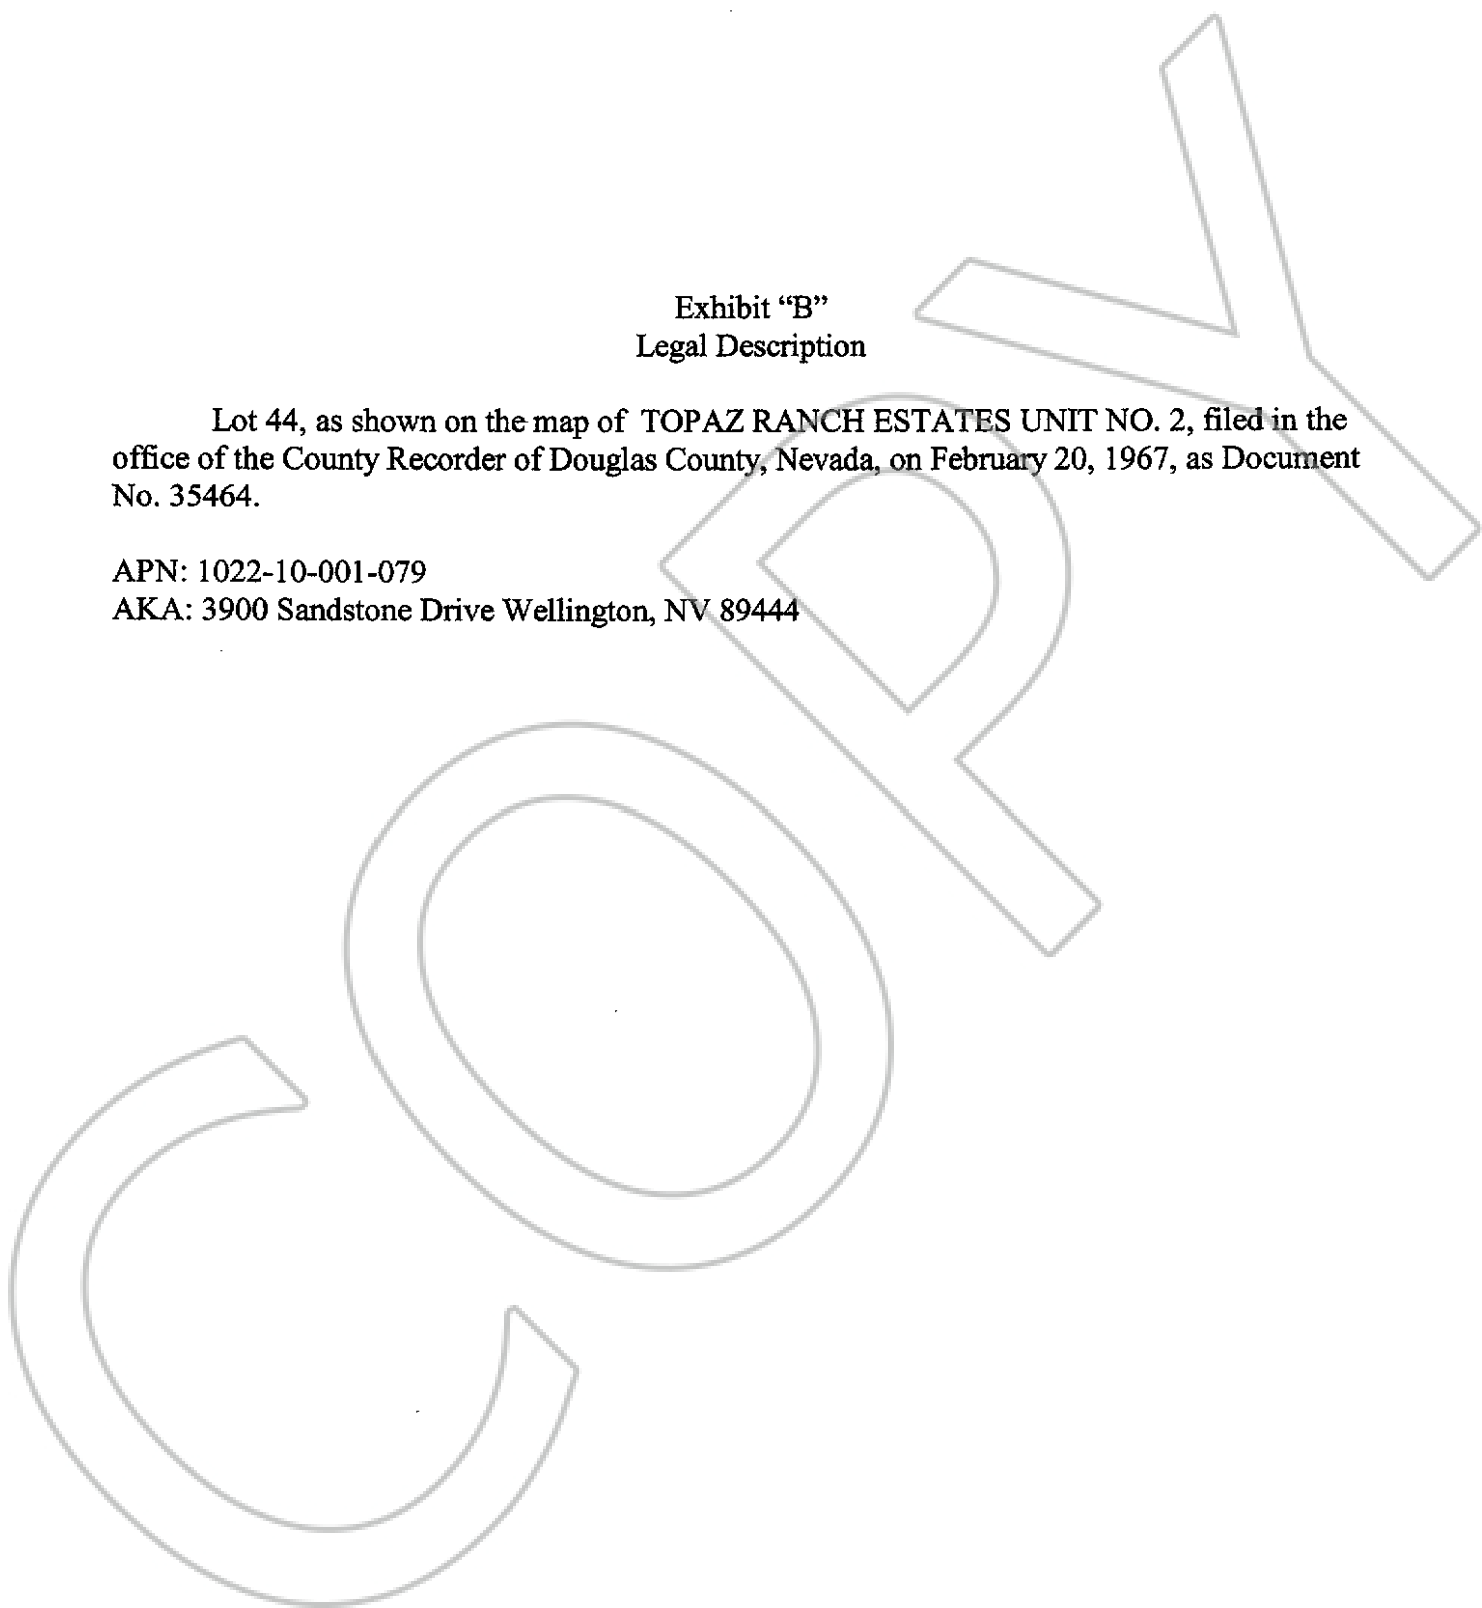 Exhibit “B”
Legal Description
Lot 44, as shown on the map of TOPAZ RANCH ESTATES UNIT NO. 2, filed in the
office of the County Recorder of Douglas County, Nevada, on February 20, 1967, as Document
No. 35464.
APN: 1022-10-001-079
AKA: 3900 Sandstone Drive Wellington, NV 89444
COPY